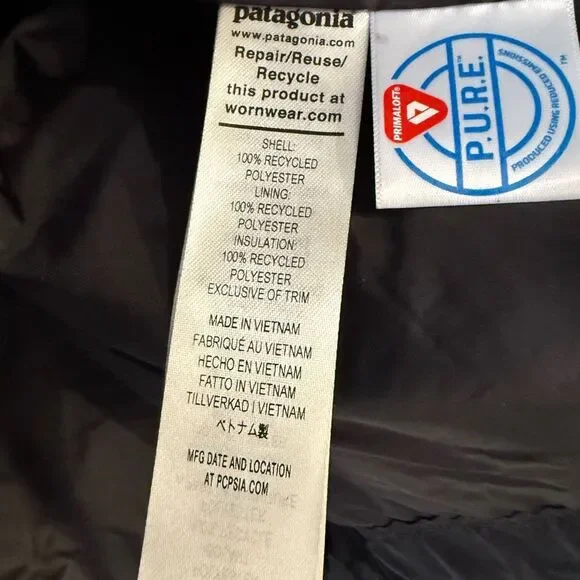 patagonia
www.patagonia.com
Repair/Reuse/
Recycle
this product at
wornwear.com
SHELL:
100% RECYCLED
POLYESTER
LINING:
100% RECYCLED
POLYESTER
INSULATION:
100% RECYCLED
POLYESTER
EXCLUSIVE OF TRIM
MADE IN VIETNAM
FABRIQUÉ AU VIETNAM
HECHO EN VIETNAM
FATTO IN VIETNAM
TILLVERKAD I VIETNAM
ベトナム製
MFG DATE AND LOCATION
AT PCPSIA.COM
PRIMALOFT®
P.U.R.E.™
PRODUCED USING REDUCED EMISSIONS